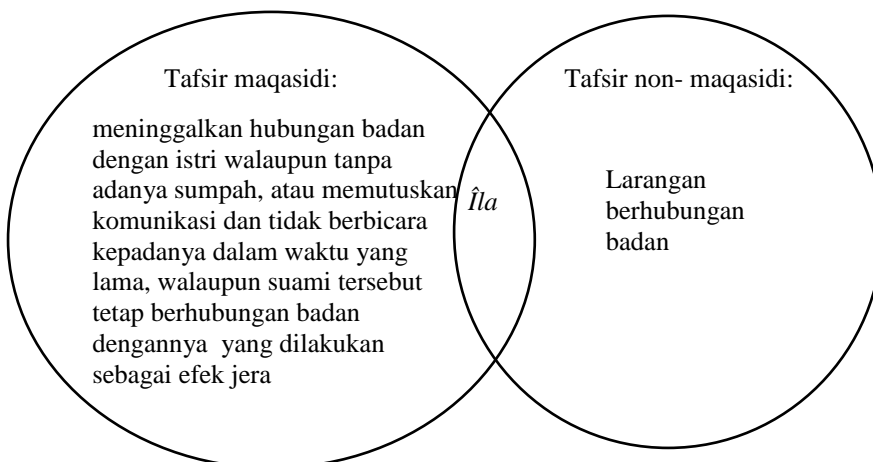 Tafsir maqasidi:
meninggalkan hubungan badan
dengan istri walaupun tanpa
adanya sumpah, atau memutuskan
komunikasi dan tidak berbicara
kepadanya dalam waktu yang
lama, walaupun suami tersebut
tetap berhubungan badan
dengannya yang dilakukan
sebagai efek jera
Îla
Tafsir non- maqasidi:
Larangan
berhubungan
badan